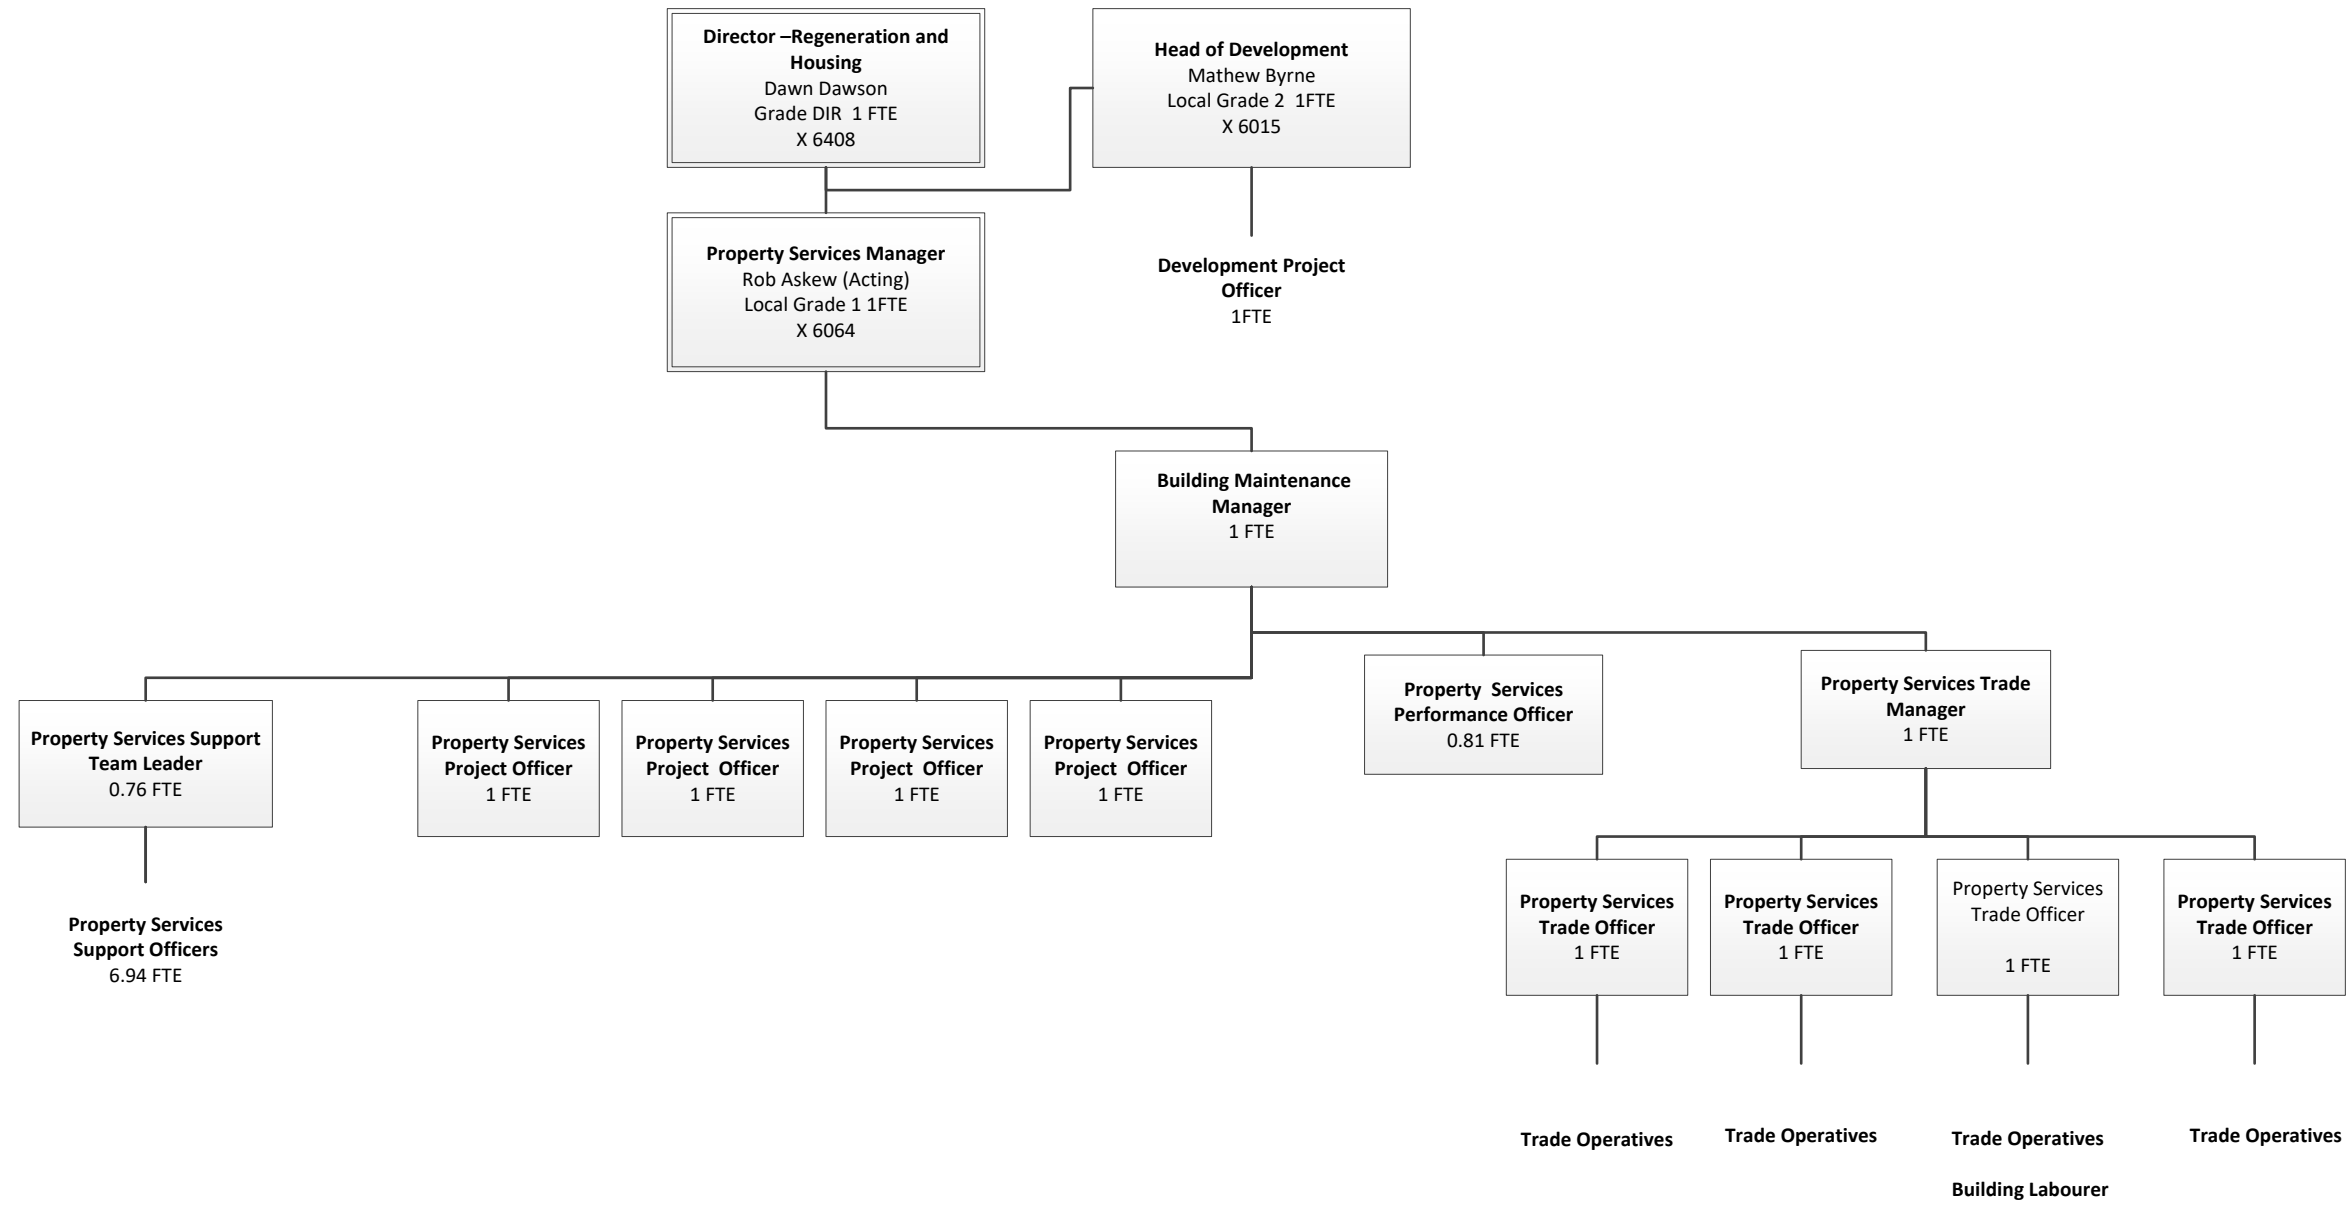 Director –Regeneration and
Housing
Dawn Dawson
Grade DIR  1 FTE
X 6408
Head of Development
Mathew Byrne
Local Grade 2  1FTE
X 6015
Property Services Manager
Rob Askew (Acting)
Local Grade 1 1FTE
X 6064
Development Project
Officer
1FTE
Building Maintenance
Manager
1 FTE
Property Services Support
Team Leader
0.76 FTE
Property Services
Project Officer
1 FTE
Property Services
Project  Officer
1 FTE
Property Services
Project  Officer
1 FTE
Property Services
Project  Officer
1 FTE
Property  Services
Performance Officer
0.81 FTE
Property Services Trade
Manager
1 FTE
Property Services
Support Officers
6.94 FTE
Property Services
Trade Officer
1 FTE
Property Services
Trade Officer
1 FTE
Property Services
Trade Officer
1 FTE
Property Services
Trade Officer
1 FTE
Trade Operatives
Trade Operatives
Trade Operatives
Building Labourer
Trade Operatives